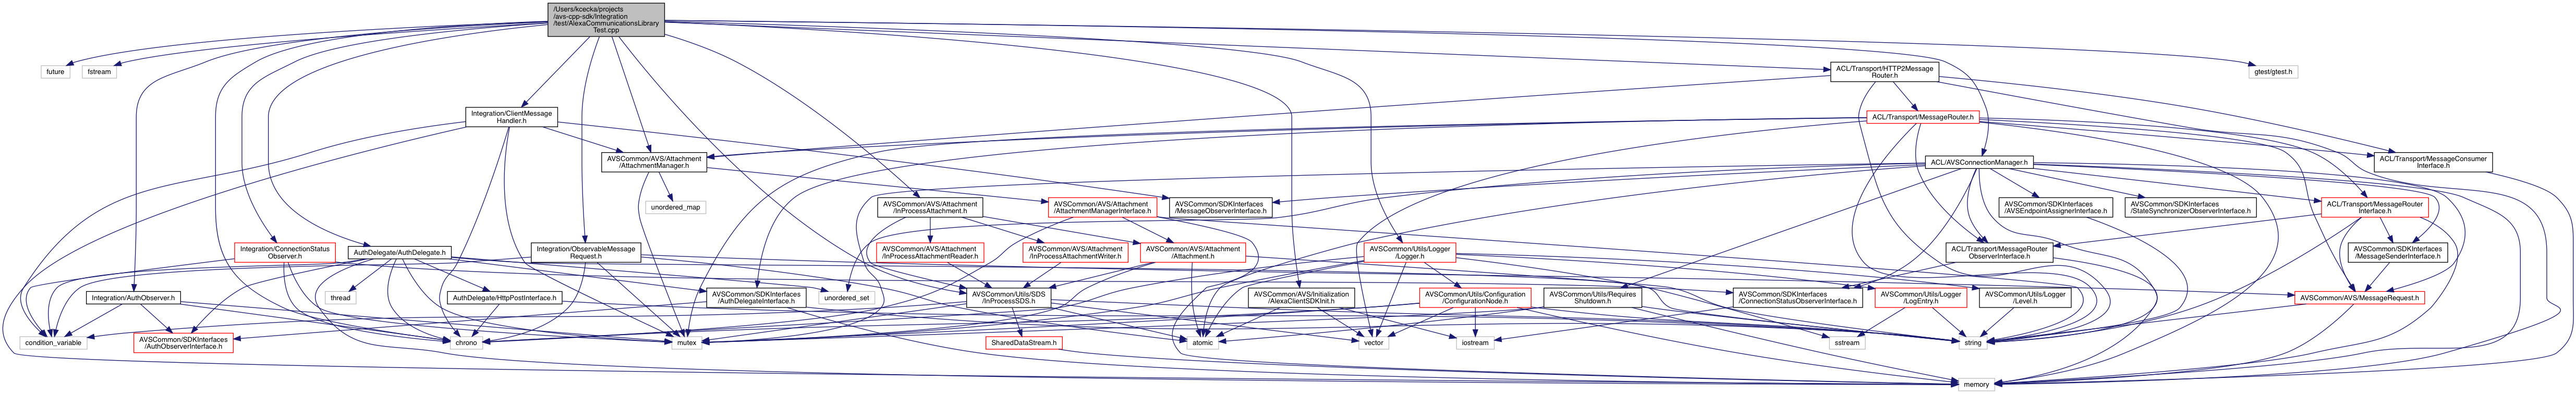 /Users/kcecka/projects
/avs-cpp-sdk/Integration
/test/AlexaCommunicationsLibrary
Test.cpp
future
fstream
ACL/Transport/HTTP2Message
Router.h
gtest/gtest.h
Integration/ClientMessage
Handler.h
ACL/Transport/MessageRouter.h
AVSCommon/AVS/Attachment
/AttachmentManager.h
ACL/AVSConnectionManager.h
ACL/Transport/MessageConsumer
Interface.h
unordered_map
AVSCommon/AVS/Attachment
/InProcessAttachment.h
AVSCommon/AVS/Attachment
/AttachmentManagerInterface.h
AVSCommon/SDKInterfaces
/MessageObserverInterface.h
AVSCommon/SDKInterfaces
/AVSEndpointAssignerInterface.h
AVSCommon/SDKInterfaces
/StateSynchronizerObserverInterface.h
ACL/Transport/MessageRouter
Interface.h
Integration/ConnectionStatus
Observer.h
AuthDelegate/AuthDelegate.h
Integration/ObservableMessage
Request.h
AVSCommon/AVS/Attachment
/InProcessAttachmentReader.h
AVSCommon/AVS/Attachment
/InProcessAttachmentWriter.h
AVSCommon/AVS/Attachment
/Attachment.h
AVSCommon/Utils/Logger
/Logger.h
ACL/Transport/MessageRouter
ObserverInterface.h
AVSCommon/SDKInterfaces
/MessageSenderInterface.h
Integration/AuthObserver.h
thread
AuthDelegate/HttpPostInterface.h
AVSCommon/SDKInterfaces
/AuthDelegateInterface.h
unordered_set
AVSCommon/Utils/SDS
/InProcessSDS.h
AVSCommon/AVS/Initialization
/AlexaClientSDKInit.h
AVSCommon/Utils/Configuration
/ConfigurationNode.h
AVSCommon/Utils/Requires
Shutdown.h
AVSCommon/SDKInterfaces
/ConnectionStatusObserverInterface.h
AVSCommon/Utils/Logger
/LogEntry.h
AVSCommon/Utils/Logger
/Level.h
AVSCommon/AVS/MessageRequest.h
condition_variable
AVSCommon/SDKInterfaces
/AuthObserverInterface.h
chrono
mutex
SharedDataStream.h
atomic
vector
iostream
sstream
string
memory